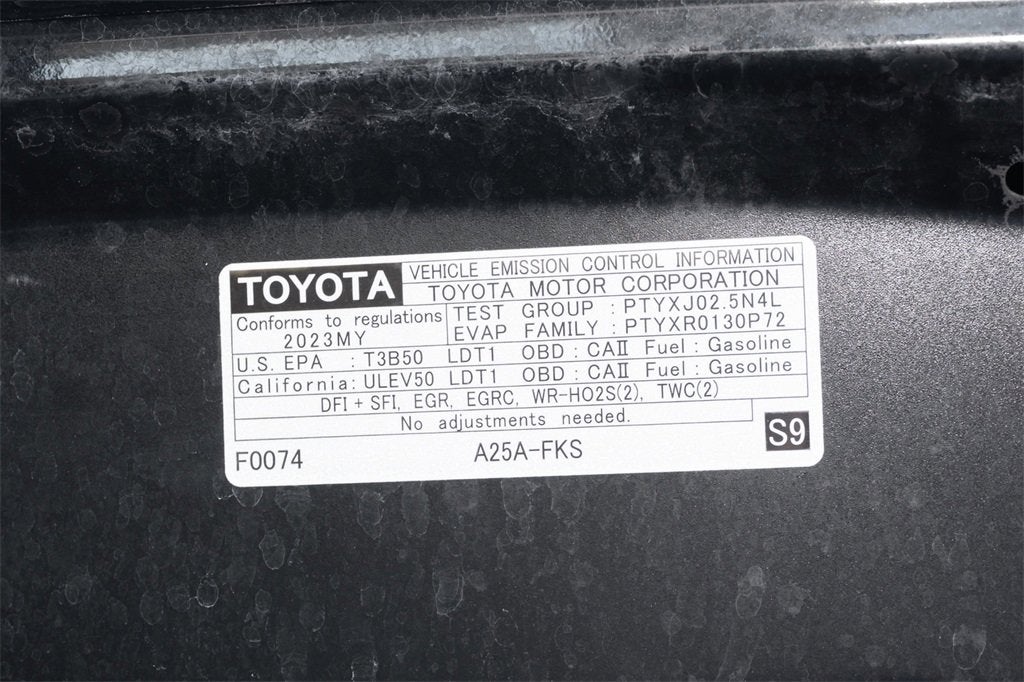 TOYOTA VEHICLE EMISSION CONTROL INFORMATION
TOYOTA MOTOR CORPORATION
Conforms to regulations TEST GROUP : PTYXJ02.5N4L
2023MY EVAP FAMILY : PTYXR0130P72
U.S. EPA : T3B50 LDT1 OBD : CAⅡ Fuel : Gasoline
California : ULEV50 LDT1 OBD : CAⅡ Fuel : Gasoline
DFI + SFI, EGR, EGRC, WR-HO2S(2), TWC(2)
No adjustments needed.
F0074 A25A-FKS S9